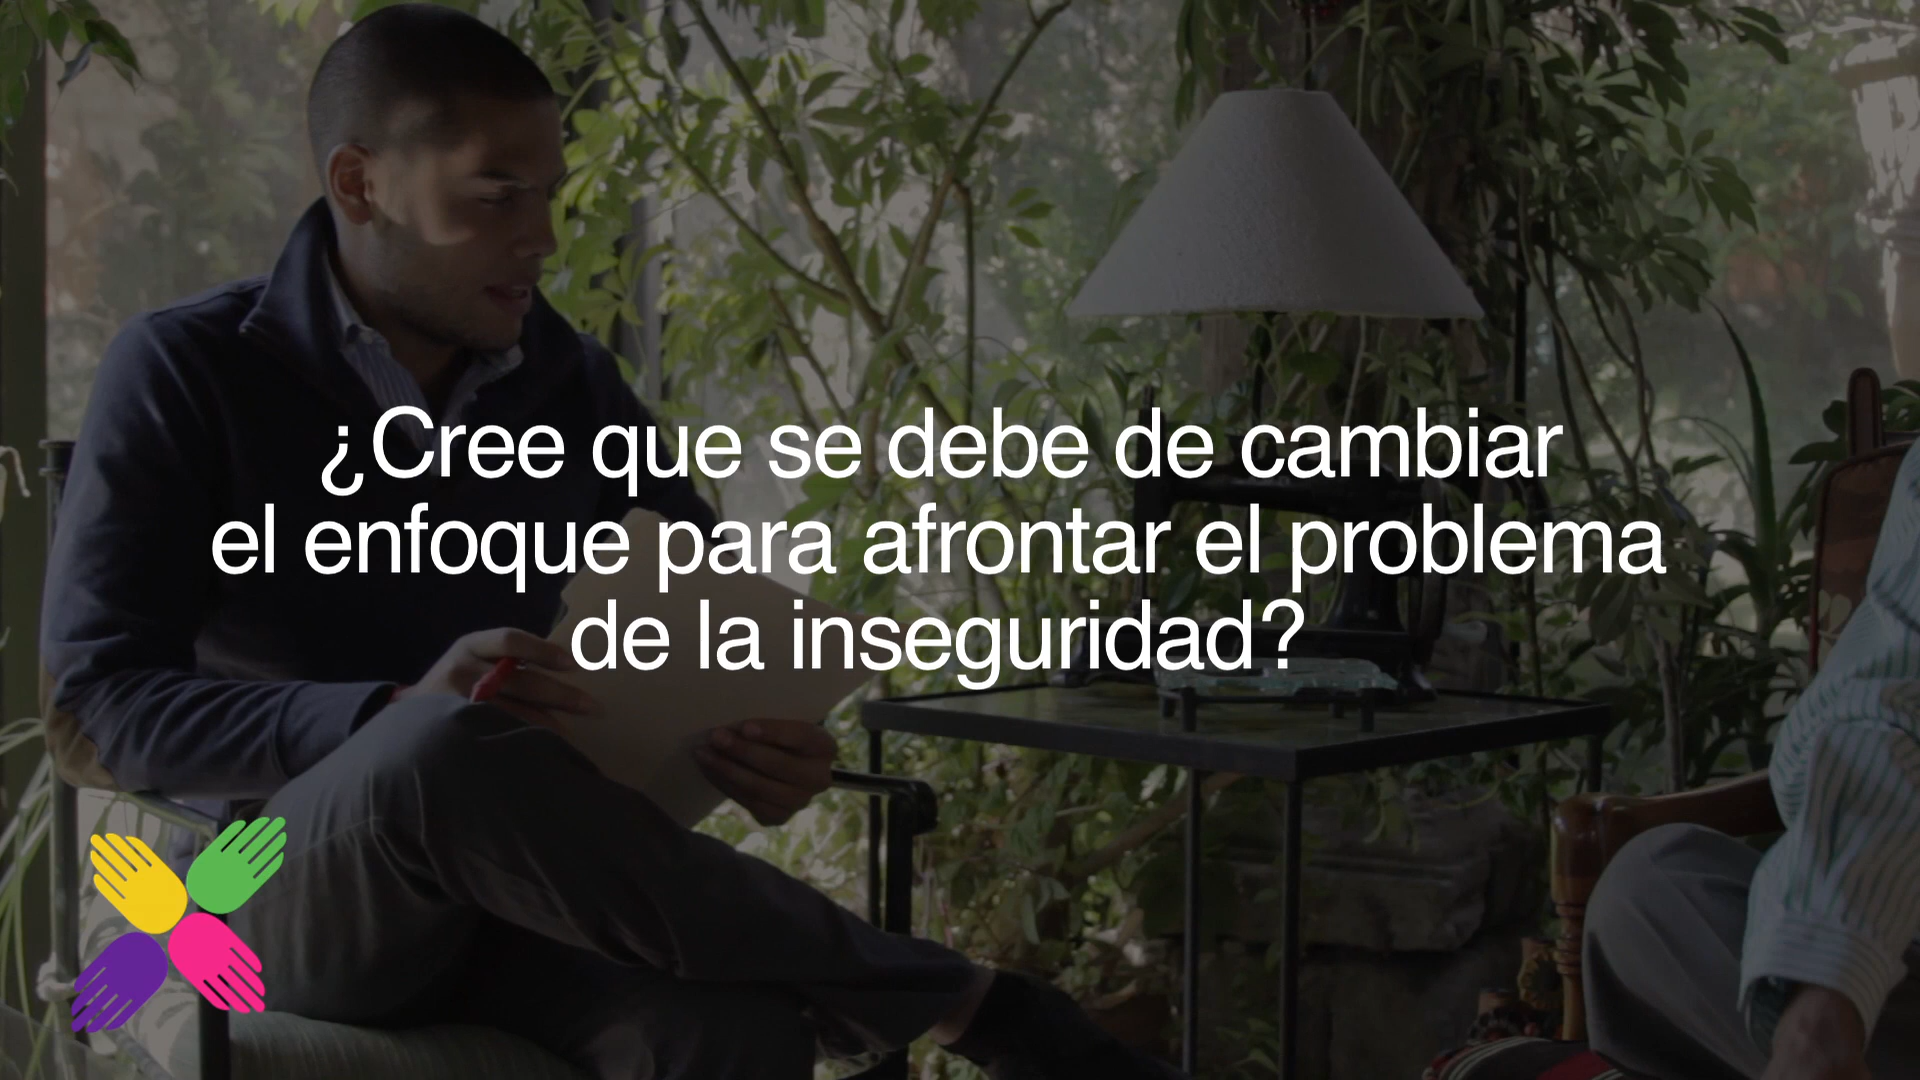 ¿Cree que se debe de cambiar
el enfoque para afrontar el problema
de la inseguridad?